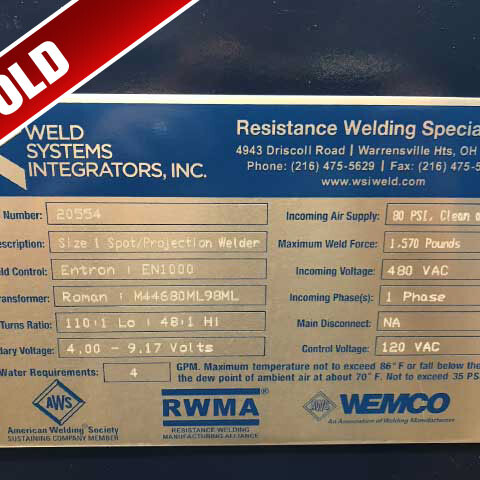 OLD
WELD
SYSTEMS
INTEGRATORS, INC.
Resistance Welding
4943 Driscoll Road | Warrensville Hts, OH
Phone: (216) 475-5629 | Fax: (216) 475-5
www.wsiweld.com
Number: 20554
escription: Size 1 Spot/Projection Welder
ld Control: Entron : EN1000
ransformer: Roman : M44680ML98ML
Turns Ratio: 110:1 Lo : 48:1 HI
dary Voltage: 4.00 - 9.17 Volts
Water Requirements: 4 GPM. Maximum temperature not to exceed 86° F or fall below the
the dew point of ambient air at about 70° F. Not to exceed 35 PS
Incoming Air Supply: 80 PSI, Clean
Maximum Weld Force: 1,570 Pounds
Incoming Voltage: 480 VAC
Incoming Phase(s): 1 Phase
Main Disconnect: NA
Control Voltage: 120 VAC
AWS
American Welding Society
SUSTAINING COMPANY MEMBER
RWMA
RESISTANCE WELDING
MANUFACTURING ALLIANCE
AWS
WEMCO
An Association of Welding Manufacturers